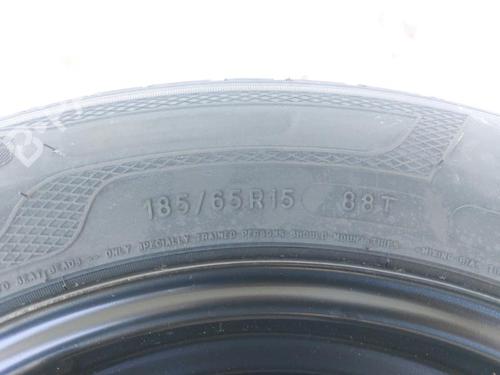 185/65R15 88T
ONLY SPECIALLY TRAINED PERSONS SHOULD MOUNT TIRES